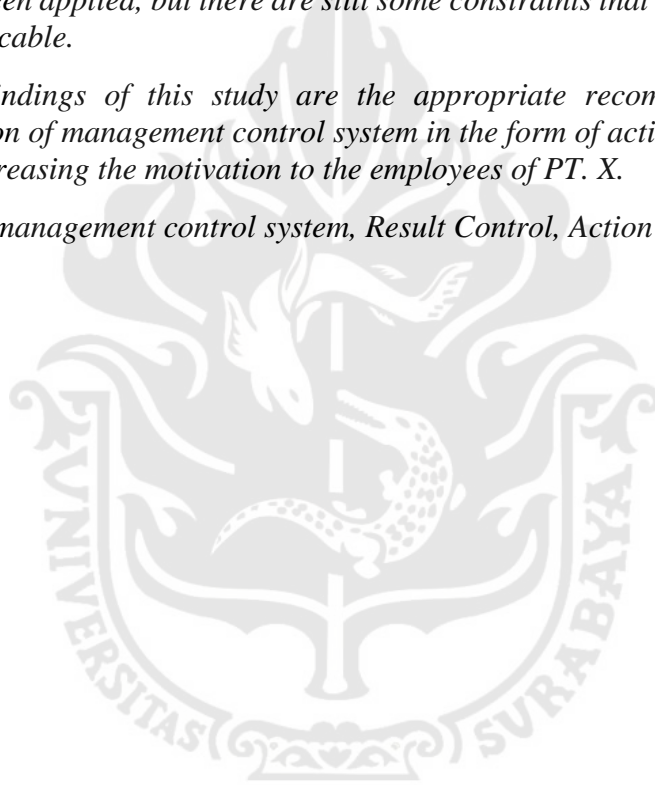 en applied, but there are still some constraints that
cable.
ndings of this study are the appropriate recom
on of management control system in the form of acti
reasing the motivation to the employees of PT. X.
management control system, Result Control, Action
UNIVERSITAS SURABAYA